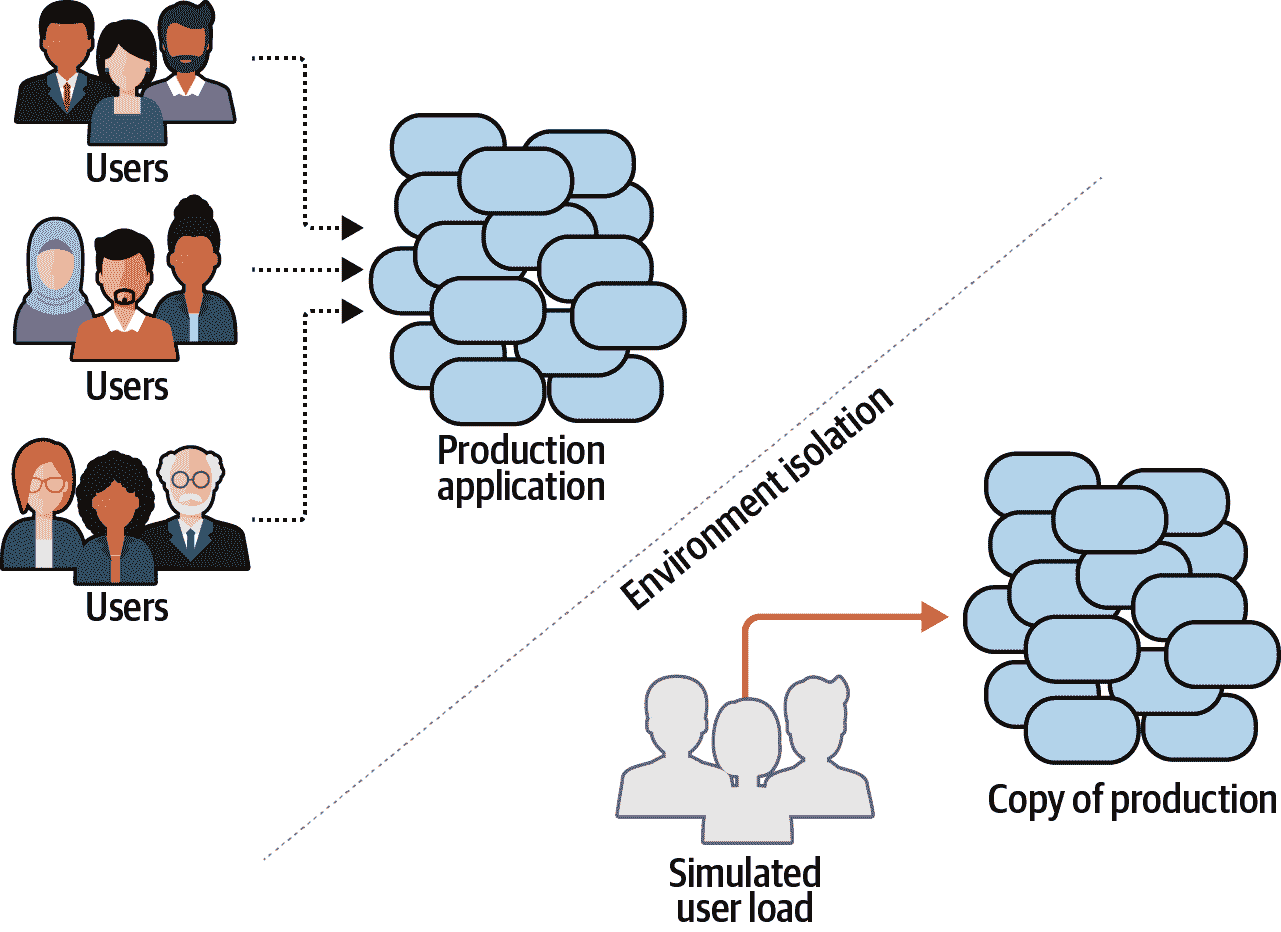 Users
Users
Users
Production
application
Environment isolation
Simulated
user load
Copy of production